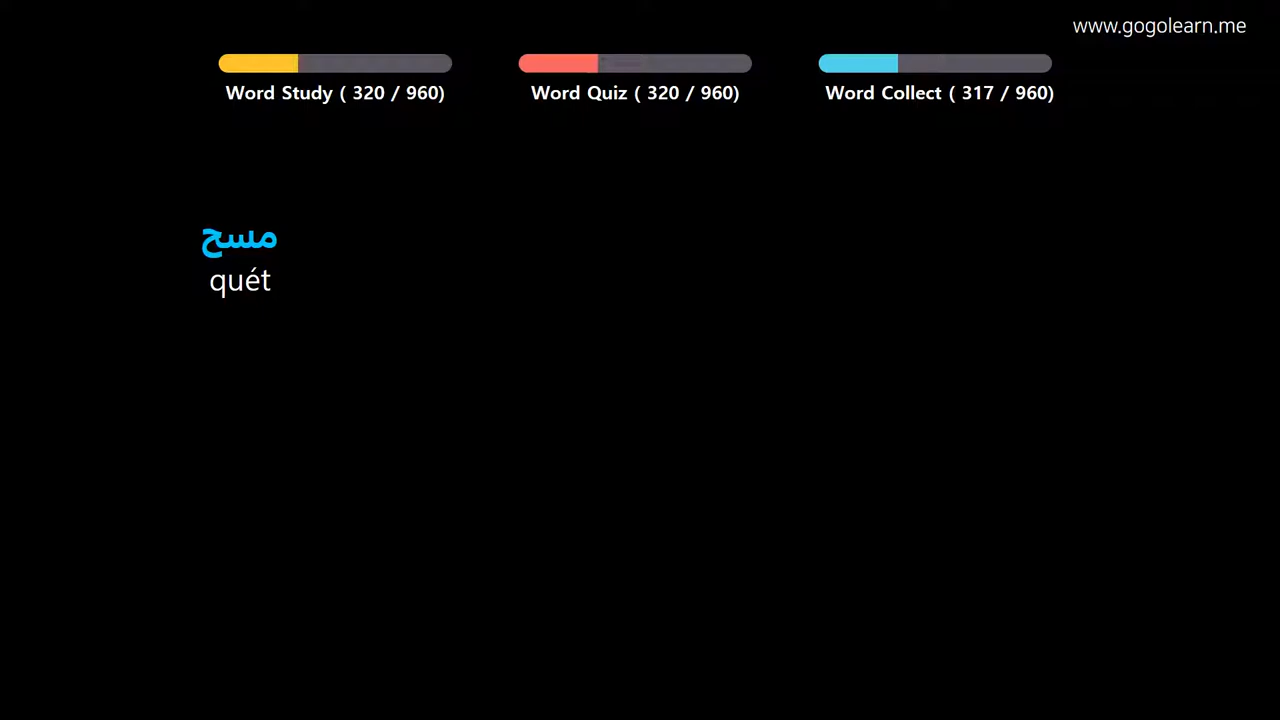 www.gogolearn.me
Word Study ( 320 / 960)
Word Quiz ( 320 / 960)
Word Collect ( 317 / 960)
مسح
quét